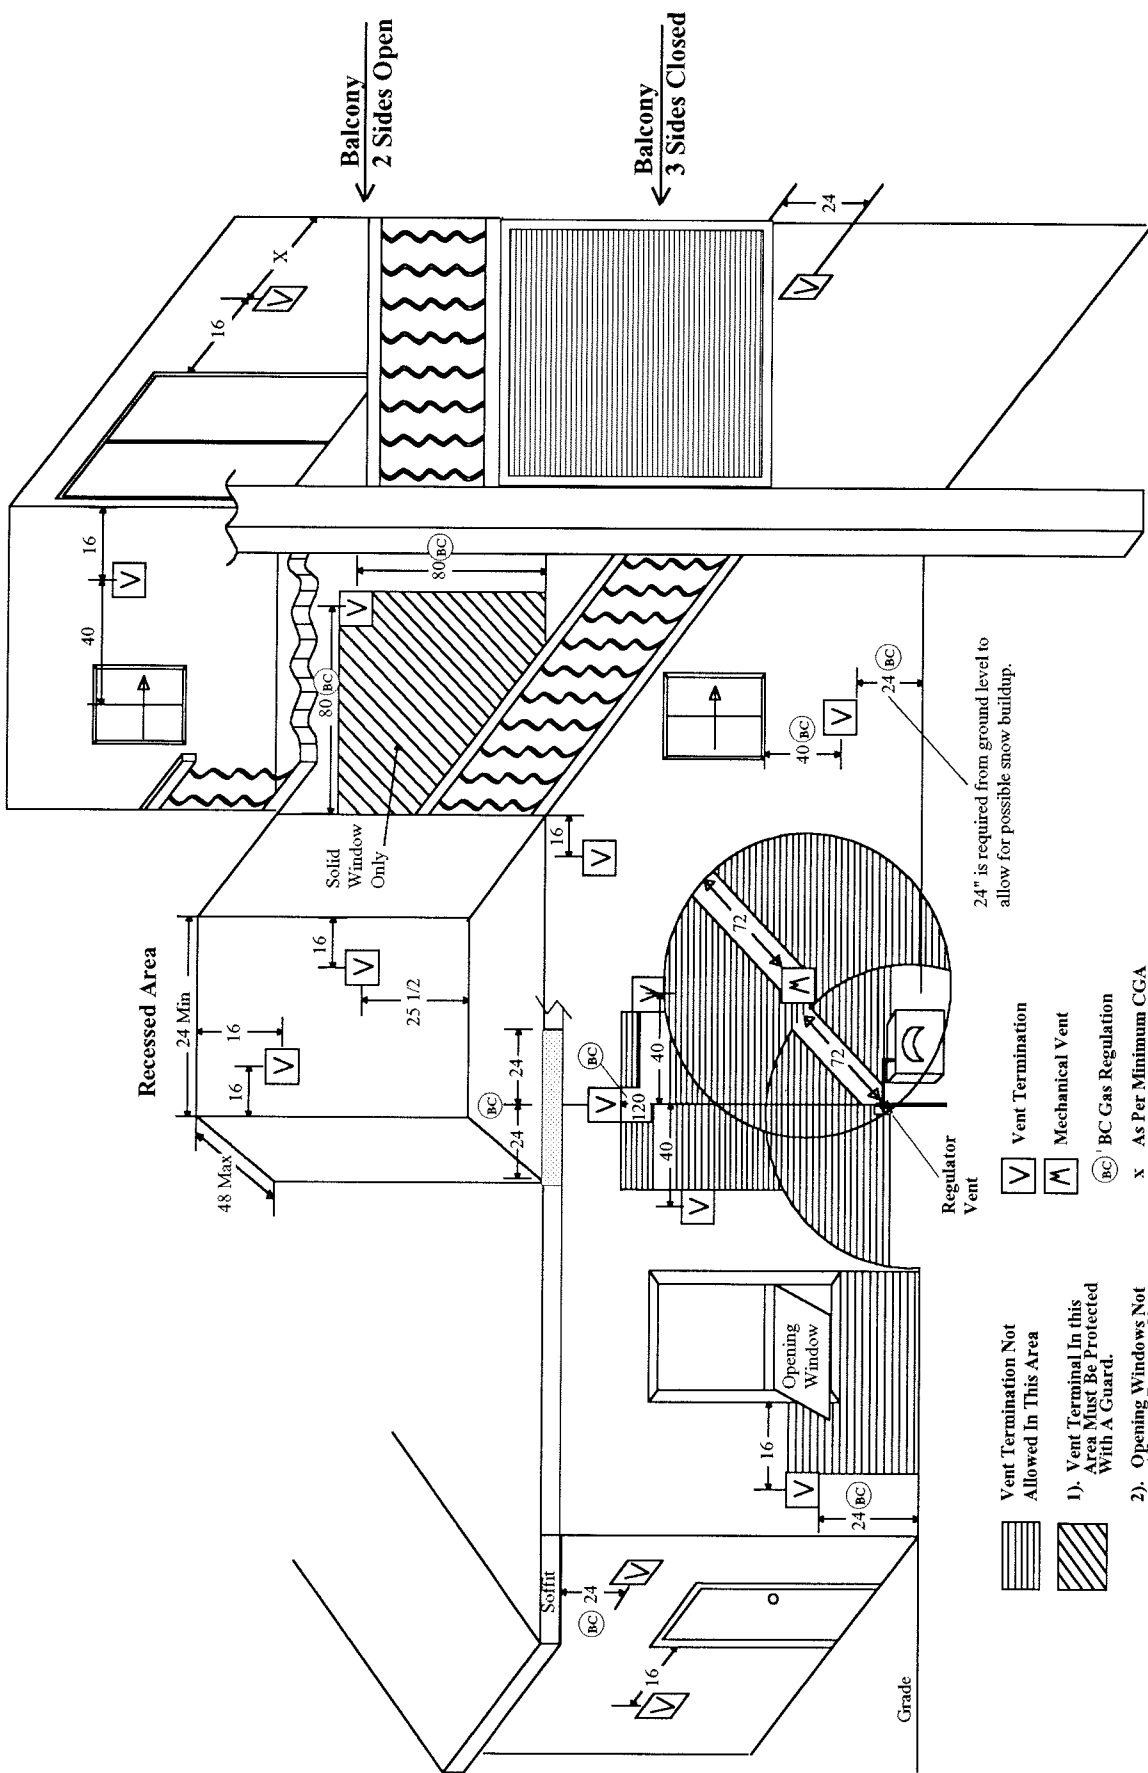 Balcony
2 Sides Open
Balcony
3 Sides Closed
X
16
V
24
V
16
40
V
80 BC
80 BC
V
Solid
Window
Only
Recessed Area
24 Min
48 Max
16
16
V
16
V
25 1/2
16
V
BC
24
24
BC
V
120
V
40
40
V
72
M
72
Regulator
Vent
40 BC
V
24 BC
24" is required from ground level to
allow for possible snow buildup.
Opening
Window
16
V
24 BC
Soffit
BC 24
V
16
V
Grade
Vent Termination Not
Allowed In This Area
1). Vent Terminal In this
Area Must Be Protected
With A Guard.
2). Opening Windows Not
V Vent Termination
M Mechanical Vent
BC BC Gas Regulation
x As Per Minimum CGA